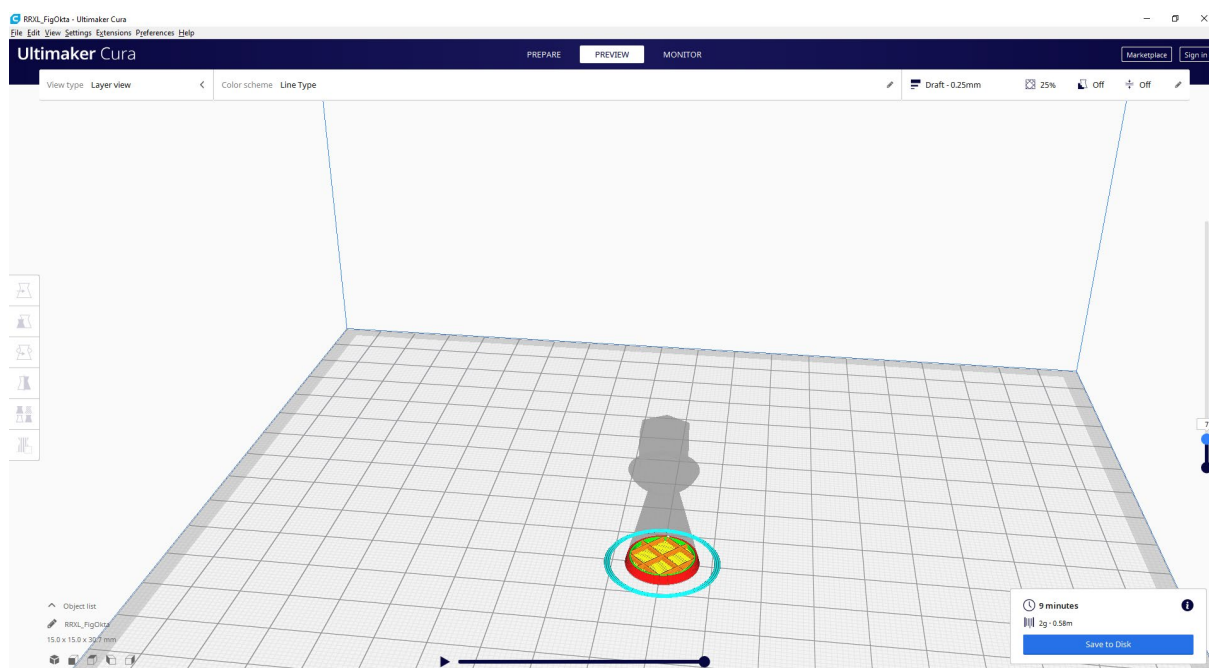 RRXL_FigOkta - Ultimaker Cura
File Edit View Settings Extensions Preferences Help
Ultimaker Cura
PREPARE PREVIEW MONITOR
Marketplace Sign in
View type Layer view
Color scheme Line Type
Draft - 0.25mm 25% Off Off
7
Object list
RRXL_FigOkta
15.0 x 15.0 x 30.7 mm
9 minutes
2g · 0.58m
Save to Disk